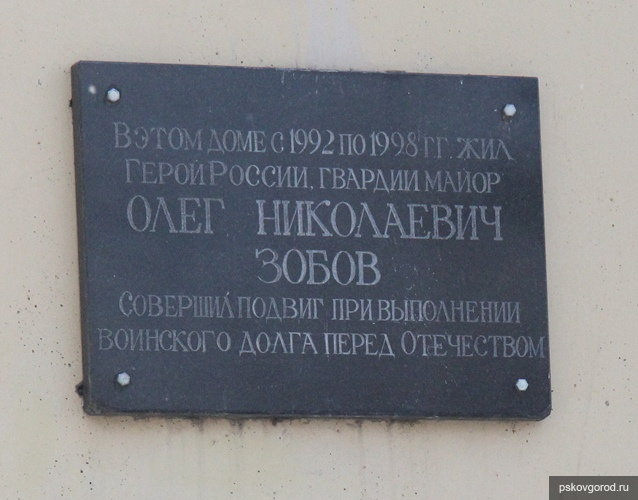 В ЭТОМ ДОМЕ С 1992 ПО 1998 ГГ. ЖИЛ
ГЕРОЙ РОССИИ, ГВАРДИИ МАЙОР
ОЛЕГ НИКОЛАЕВИЧ
ЗОБОВ
СОВЕРШИЛ ПОДВИГ ПРИ ВЫПОЛНЕНИИ
ВОИНСКОГО ДОЛГА ПЕРЕД ОТЕЧЕСТВОМ
pskovgorod.ru